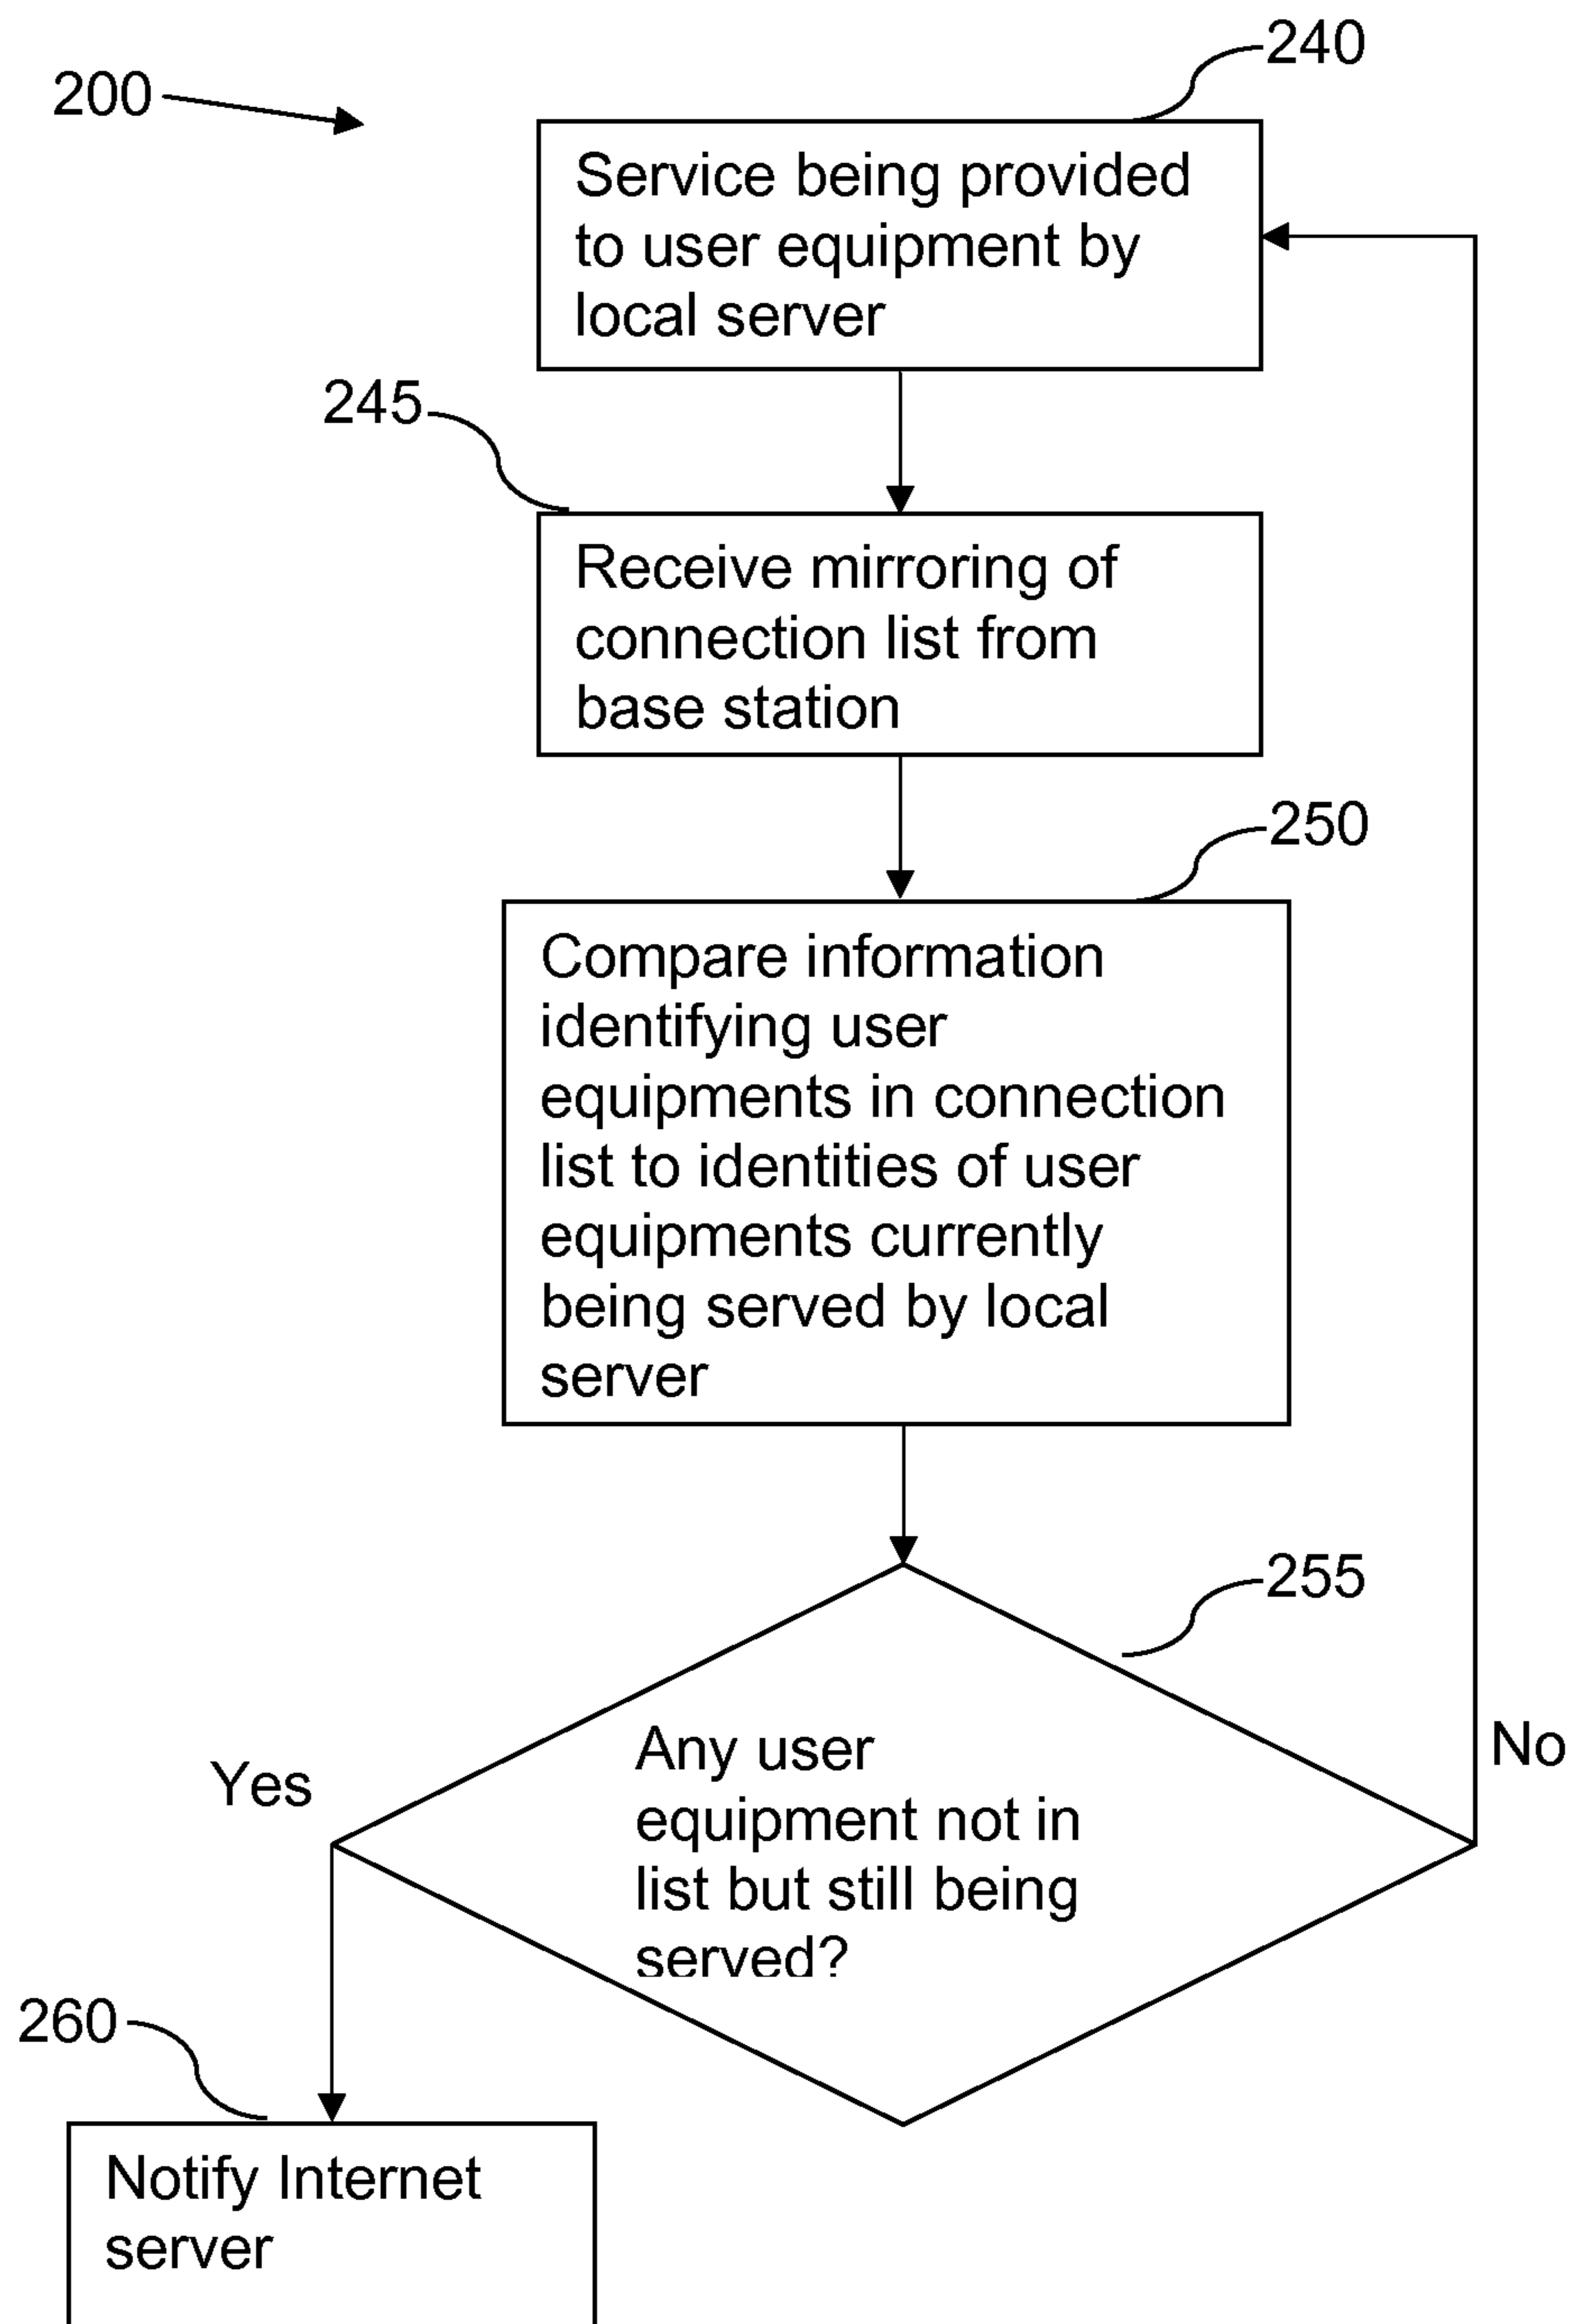 240
200
Service being provided
to user equipment by
local server
245
Receive mirroring of
connection list from
base station
250
Compare information
identifying user
equipments in connection
list to identities of user
equipments currently
being served by local
server
255
Any user
equipment not in
list but still being
served?
Yes
No
260
Notify Internet
server